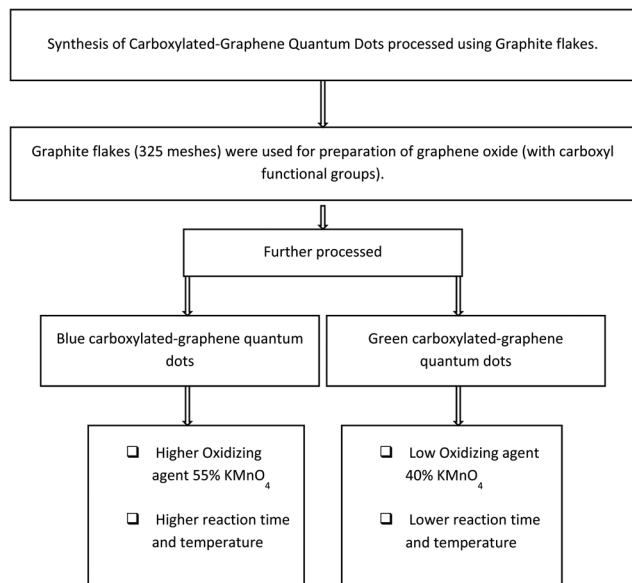 Synthesis of Carboxylated-Graphene Quantum Dots processed using Graphite flakes.
Graphite flakes (325 meshes) were used for preparation of graphene oxide (with carboxyl
functional groups).
Further processed
Blue carboxylated-graphene quantum
dots
Green carboxylated-graphene
quantum dots
❑ Higher Oxidizing
agent 55% KMnO₄
❑ Higher reaction time
and temperature
❑ Low Oxidizing agent
40% KMnO₄
❑ Lower reaction time
and temperature